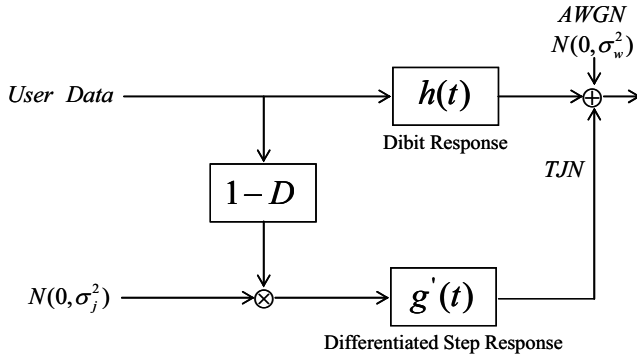 AWGN
N(0,σ_w^2)
User Data
h(t)
Dibit Response
TJN
1 − D
N(0,σ_j^2)
g'(t)
Differentiated Step Response